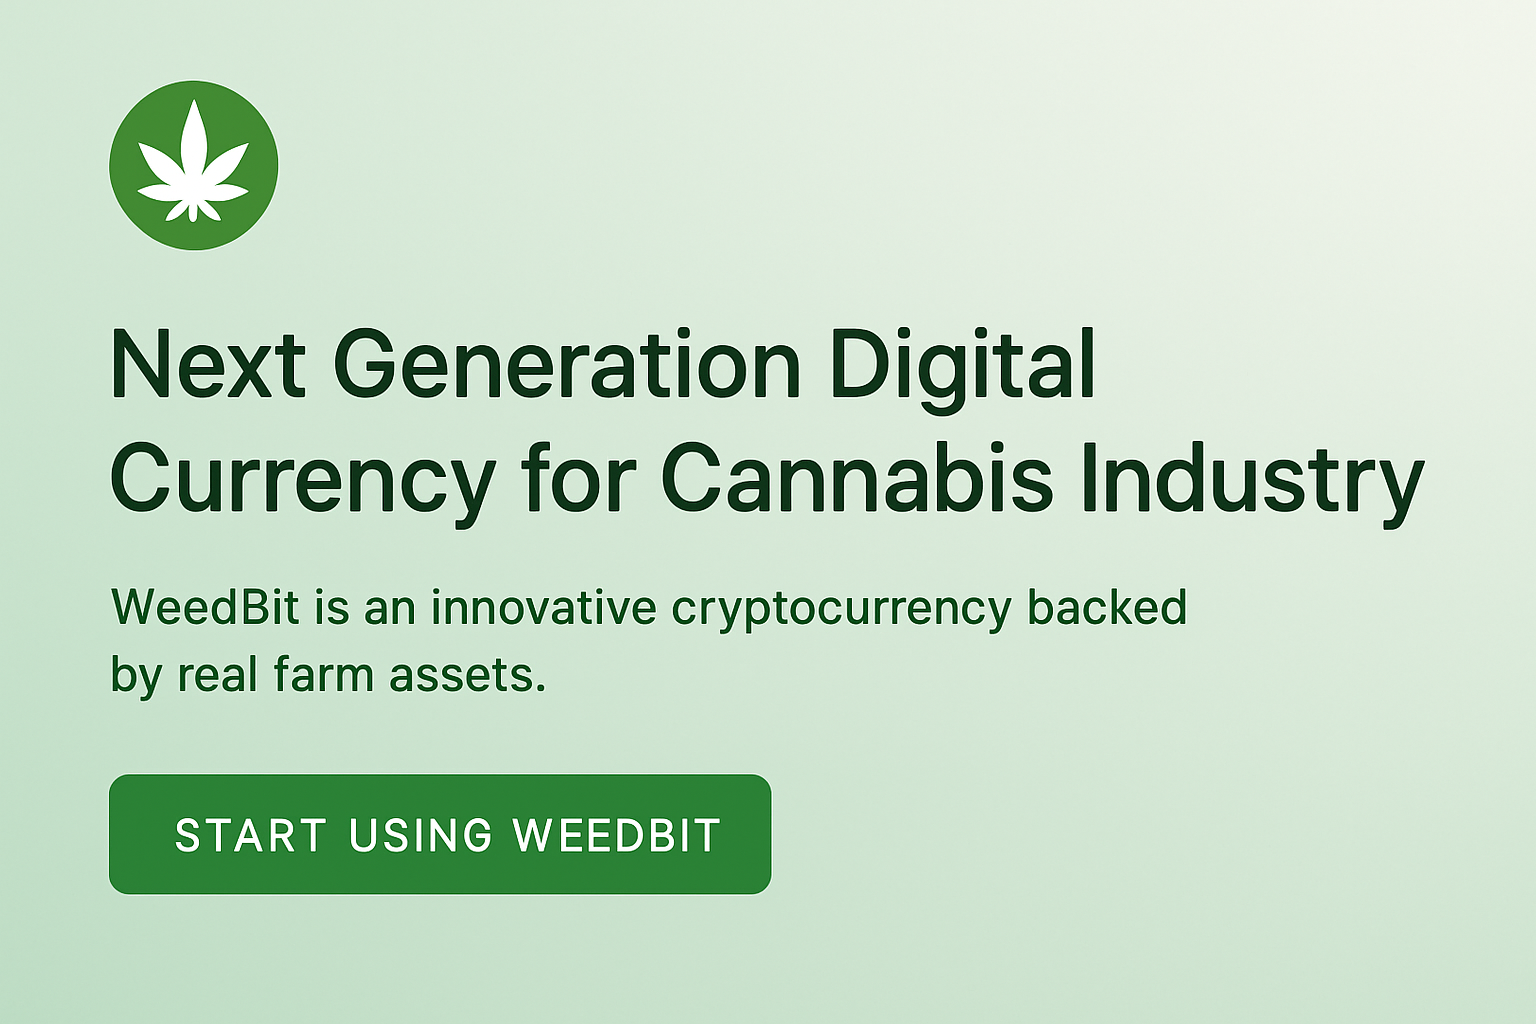 Next Generation Digital
Currency for Cannabis Industry
WeedBit is an innovative cryptocurrency backed
by real farm assets.
START USING WEEDBIT